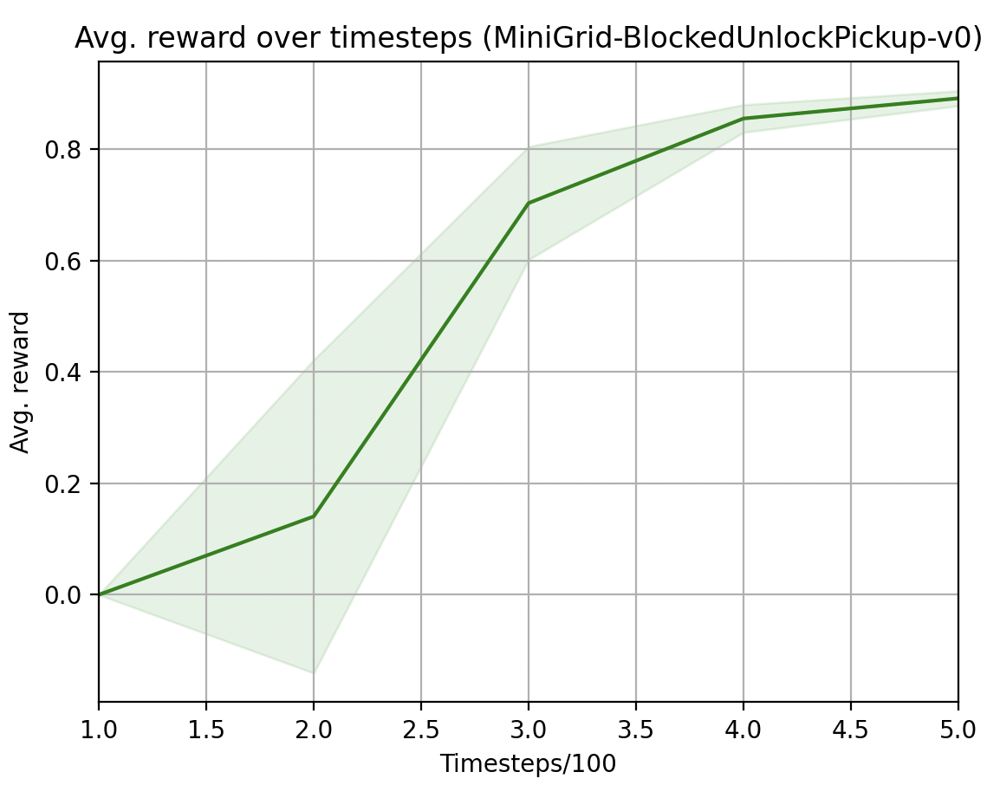 Avg. reward over timesteps (MiniGrid-BlockedUnlockPickup-v0)
Avg. reward
0.8
0.6
0.4
0.2
0.0
1.0 1.5 2.0 2.5 3.0 3.5 4.0 4.5 5.0
Timesteps/100